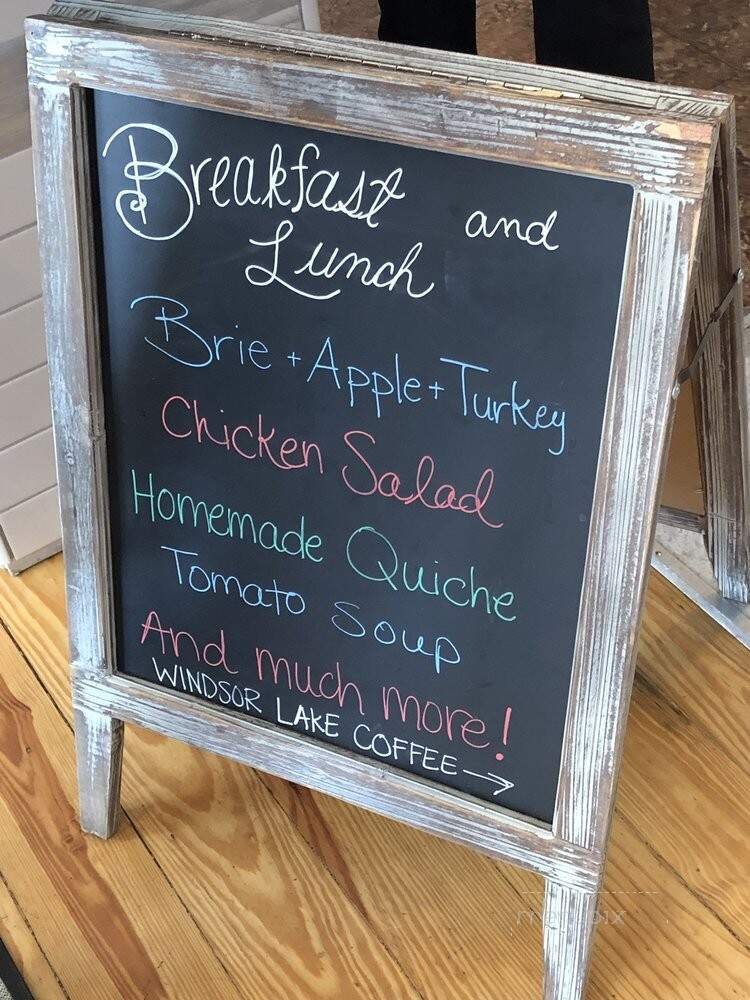 Breakfast and
Lunch
Brie + Apple + Turkey
Chicken Salad
Homemade Quiche
Tomato Soup
And much more!
WINDSOR LAKE COFFEE →